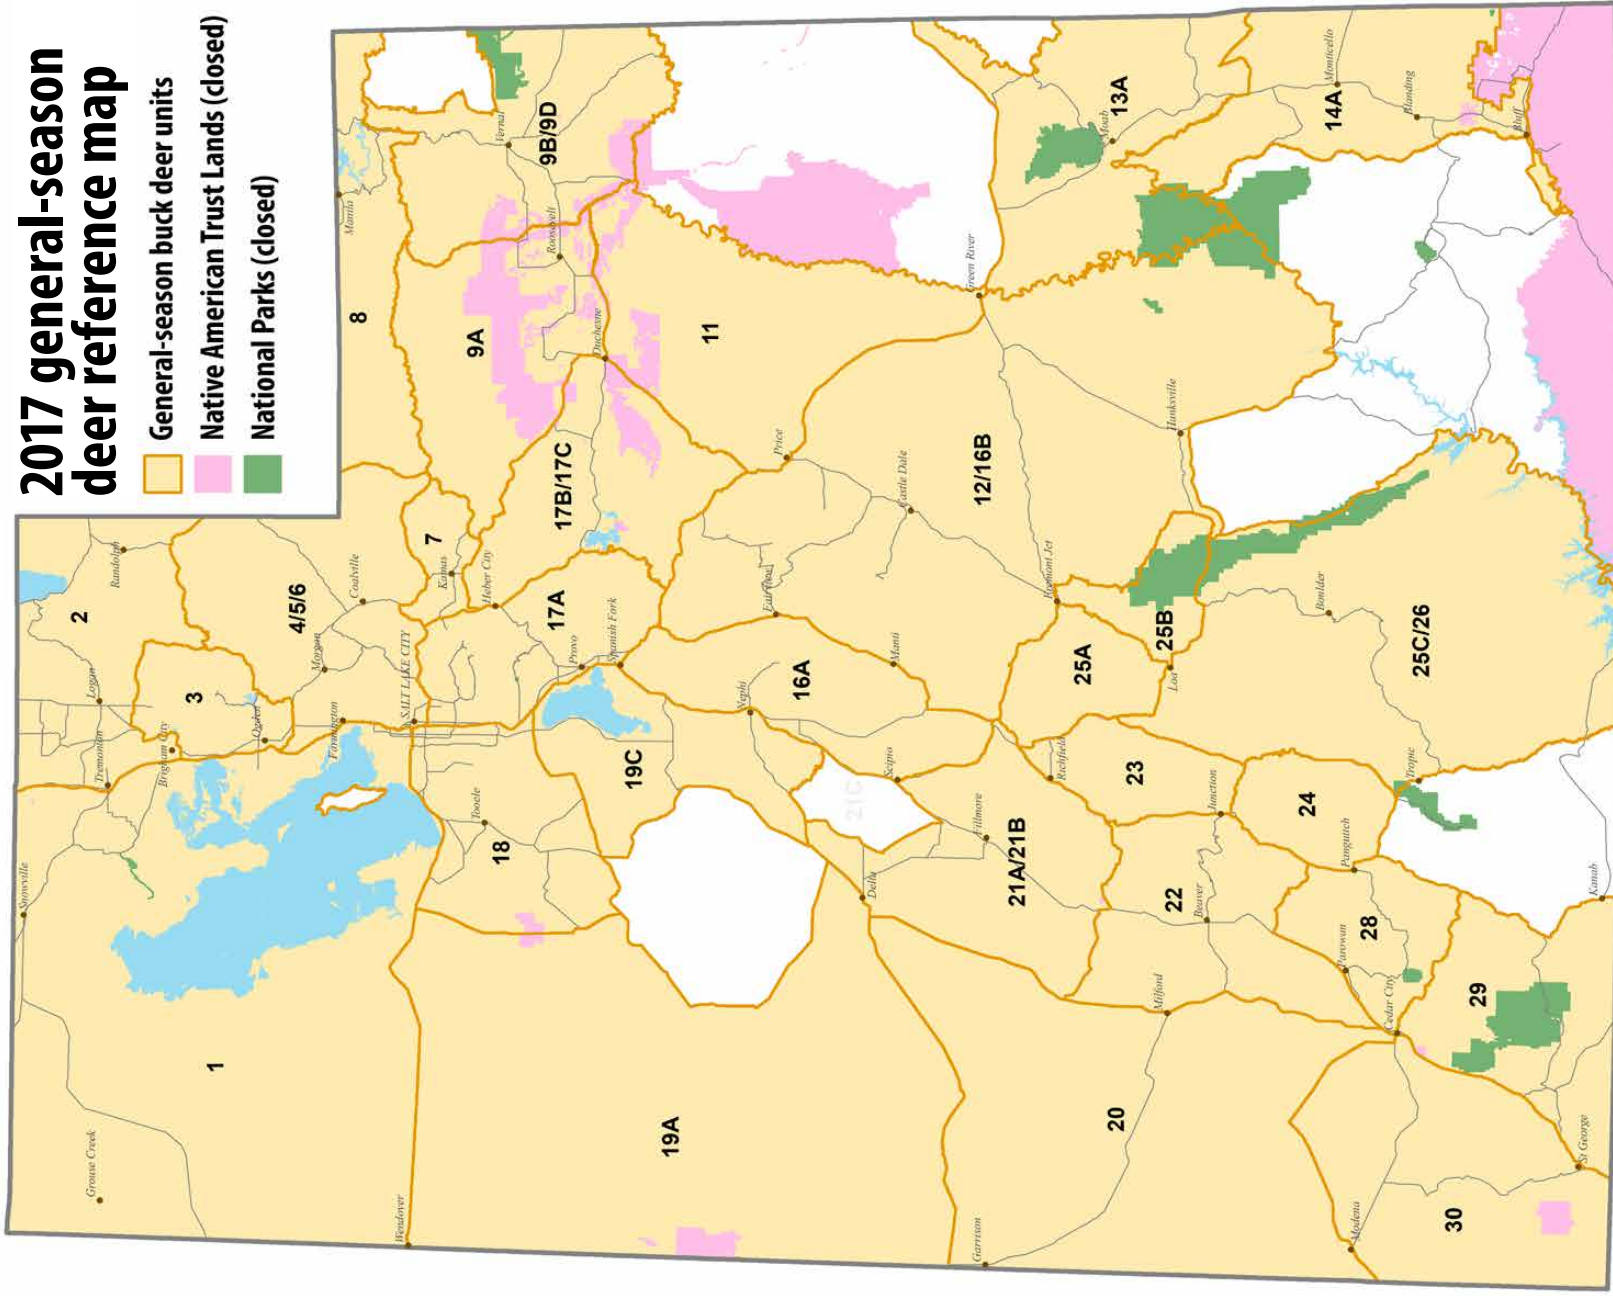 2017 general-season
deer reference map
General-season buck deer units
Native American Trust Lands (closed)
National Parks (closed)
Snowville
Grouse Creek
Tremonton
Logan
Randolph
2
3
Brigham City
Ogden
1
4/5/6
Morgan
Coalville
Farmington
SALT LAKE CITY
Wendover
7
Kamas
Heber City
8
Manila
9A
9B/9D
Vernal
Roosevelt
Duchesne
17B/17C
17A
Provo
Spanish Fork
Tooele
18
19C
19A
11
Price
Nephi
16A
Fairview
Manti
Castle Dale
21C
Scipio
Delta
Fillmore
21A/21B
12/16B
Green River
Garrison
Richfield
Fremont Jct
25A
23
20
Milford
22
Beaver
Junction
25B
Loa
Hanksville
13A
Moab
24
Panguitch
Boulder
14A
Monticello
Modena
Parowan
28
Cedar City
Tropic
25C/26
Blanding
30
29
St George
Kanab
Bluff